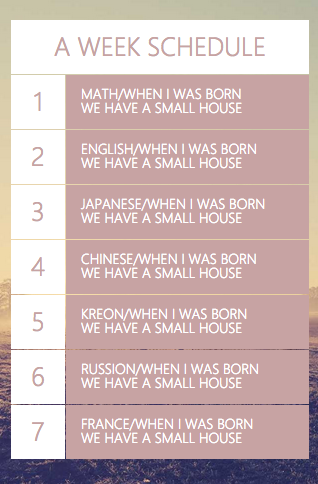 A WEEK SCHEDULE
1
MATH/WHEN I WAS BORN
WE HAVE A SMALL HOUSE
2
ENGLISH/WHEN I WAS BORN
WE HAVE A SMALL HOUSE
3
JAPANESE/WHEN I WAS BORN
WE HAVE A SMALL HOUSE
4
CHINESE/WHEN I WAS BORN
WE HAVE A SMALL HOUSE
5
KREON/WHEN I WAS BORN
WE HAVE A SMALL HOUSE
6
RUSSION/WHEN I WAS BORN
WE HAVE A SMALL HOUSE
7
FRANCE/WHEN I WAS BORN
WE HAVE A SMALL HOUSE